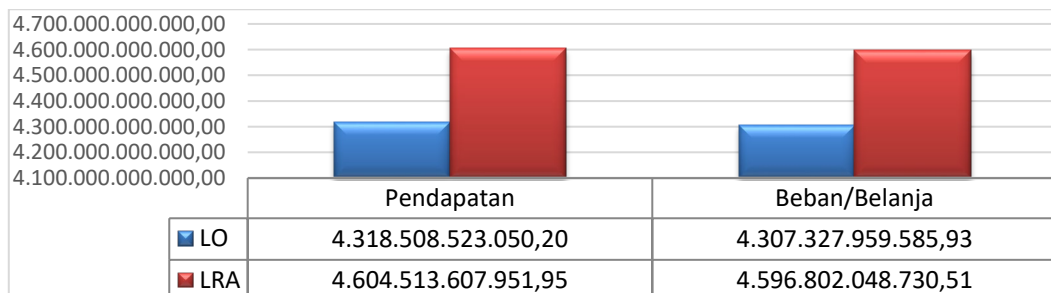 4.700.000.000.000,00
4.600.000.000.000,00
4.500.000.000.000,00
4.400.000.000.000,00
4.300.000.000.000,00
4.200.000.000.000,00
4.100.000.000.000,00
Pendapatan Beban/Belanja
LO 4.318.508.523.050,20 4.307.327.959.585,93
LRA 4.604.513.607.951,95 4.596.802.048.730,51